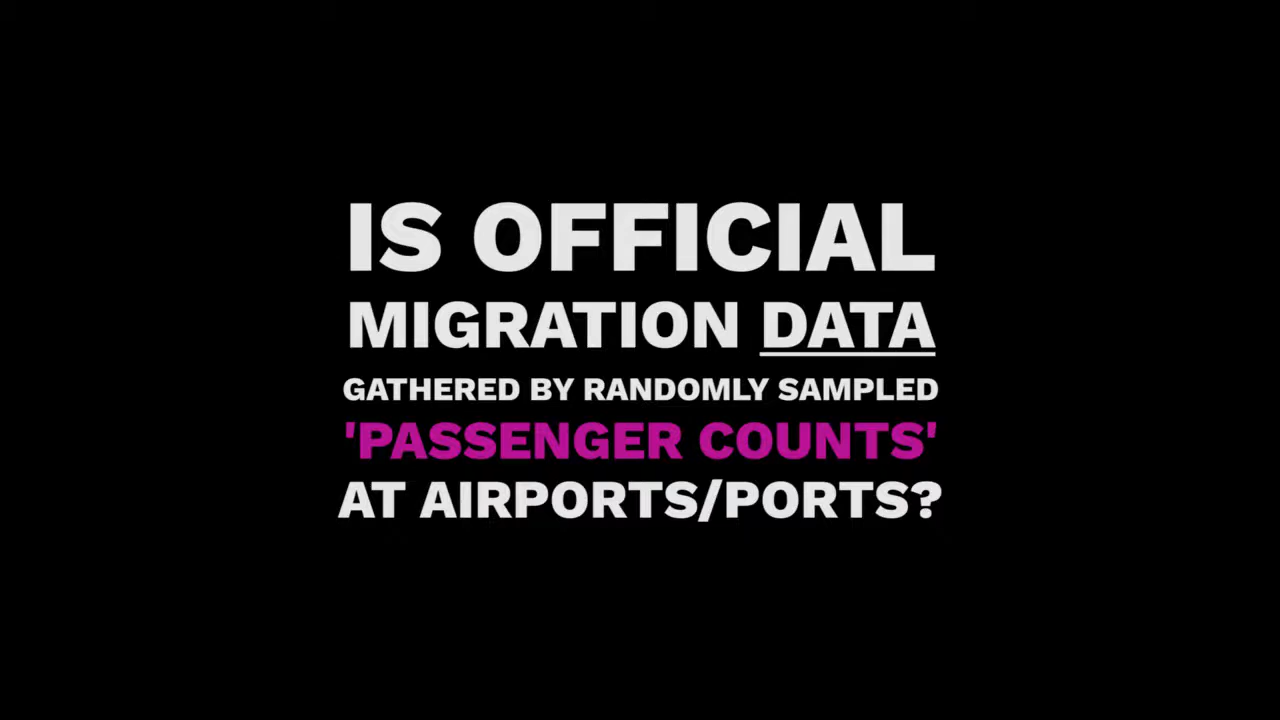 IS OFFICIAL
MIGRATION DATA
GATHERED BY RANDOMLY SAMPLED
'PASSENGER COUNTS'
AT AIRPORTS/PORTS?